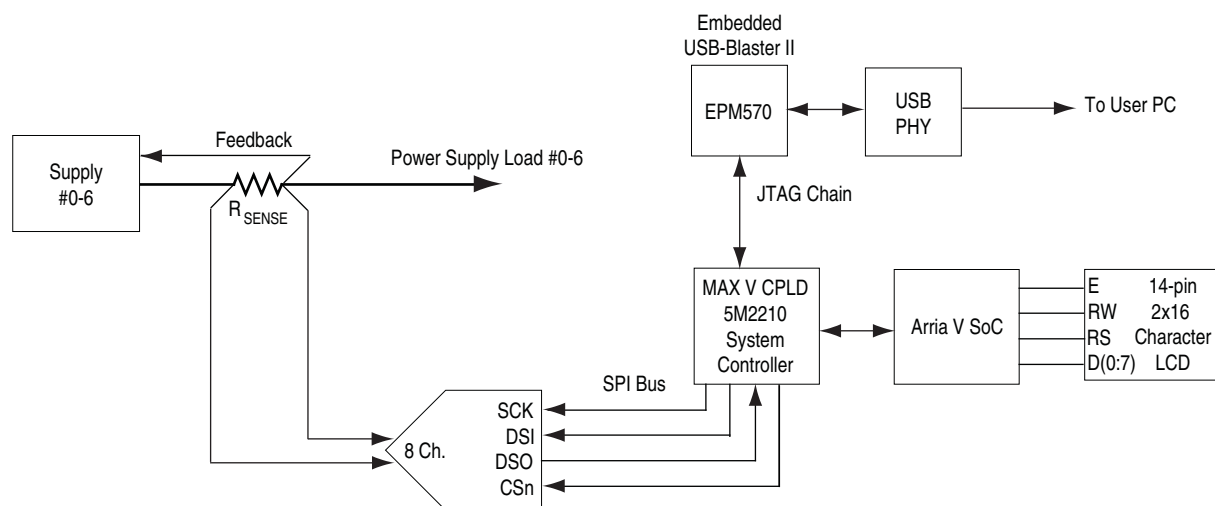 Embedded
USB-Blaster II
EPM570
USB
PHY
To User PC
Feedback
Power Supply Load #0-6
Supply
#0-6
RSENSE
JTAG Chain
MAX V CPLD
5M2210
System
Controller
Arria V SoC
E
RW
RS
D(0:7)
14-pin
2x16
Character
LCD
SPI Bus
8 Ch.
SCK
DSI
DSO
CSn